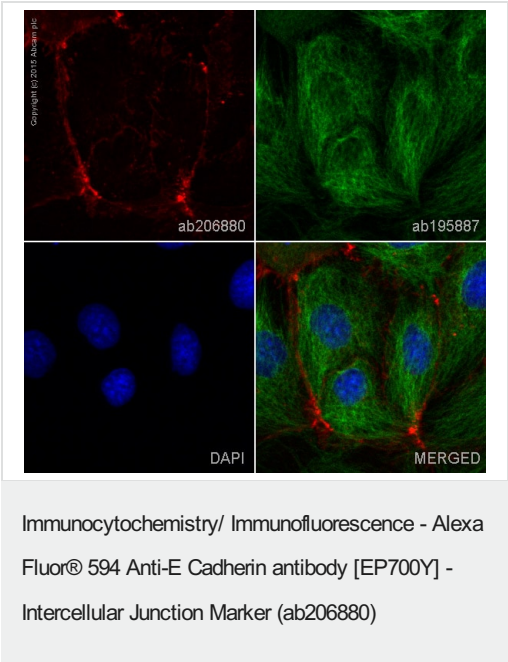 Copyright (c) 2015 Abcam plc
ab206880
ab195887
DAPI
MERGED
Immunocytochemistry/ Immunofluorescence - Alexa
Fluor® 594 Anti-E Cadherin antibody [EP700Y] -
Intercellular Junction Marker (ab206880)